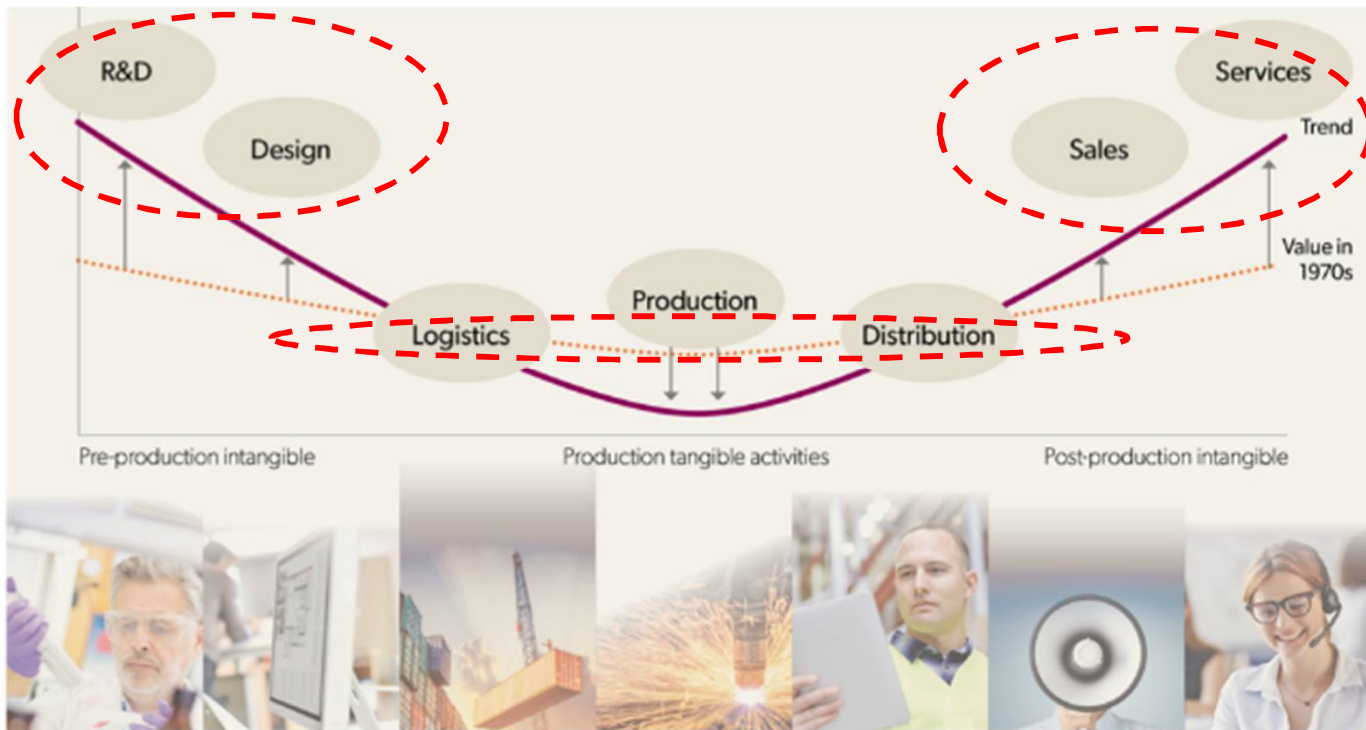 R&D
Services
Design
Sales
Trend
Value in
1970s
Production
Logistics
Distribution
Pre-production intangible
Production tangible activities
Post-production intangible